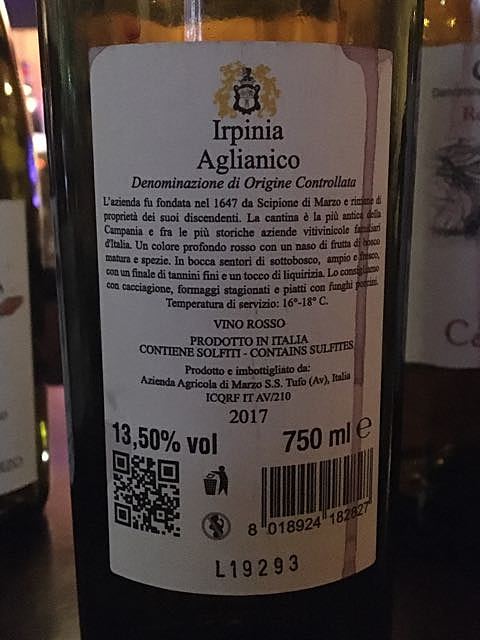 Irpinia
Aglianico
Denominazione di Origine Controllata
L'azienda fu fondata nel 1647 da Scipione di Marzo e rimane di
proprietà dei suoi discendenti. La cantina è la più antica della
Campania e fra le più storiche aziende vitivinicole familiari
d'Italia. Un colore profondo rosso con un naso di frutta di bosco
matura e spezie. In bocca sentori di sottobosco, ampio e fresco,
con un finale di tannini fini e un tocco di liquirizia. Lo consigliamo
con cacciagione, formaggi stagionati e piatti con funghi porcini.
Temperatura di servizio: 16°-18° C.
VINO ROSSO
PRODOTTO IN ITALIA
CONTIENE SOLFITI - CONTAINS SULFITES
Prodotto e imbottigliato da:
Azienda Agricola di Marzo S.S. Tufo (Av), Italia
ICQRF IT AV/210
2017
13,50% vol 750 ml e
8 018924 182827
L19293